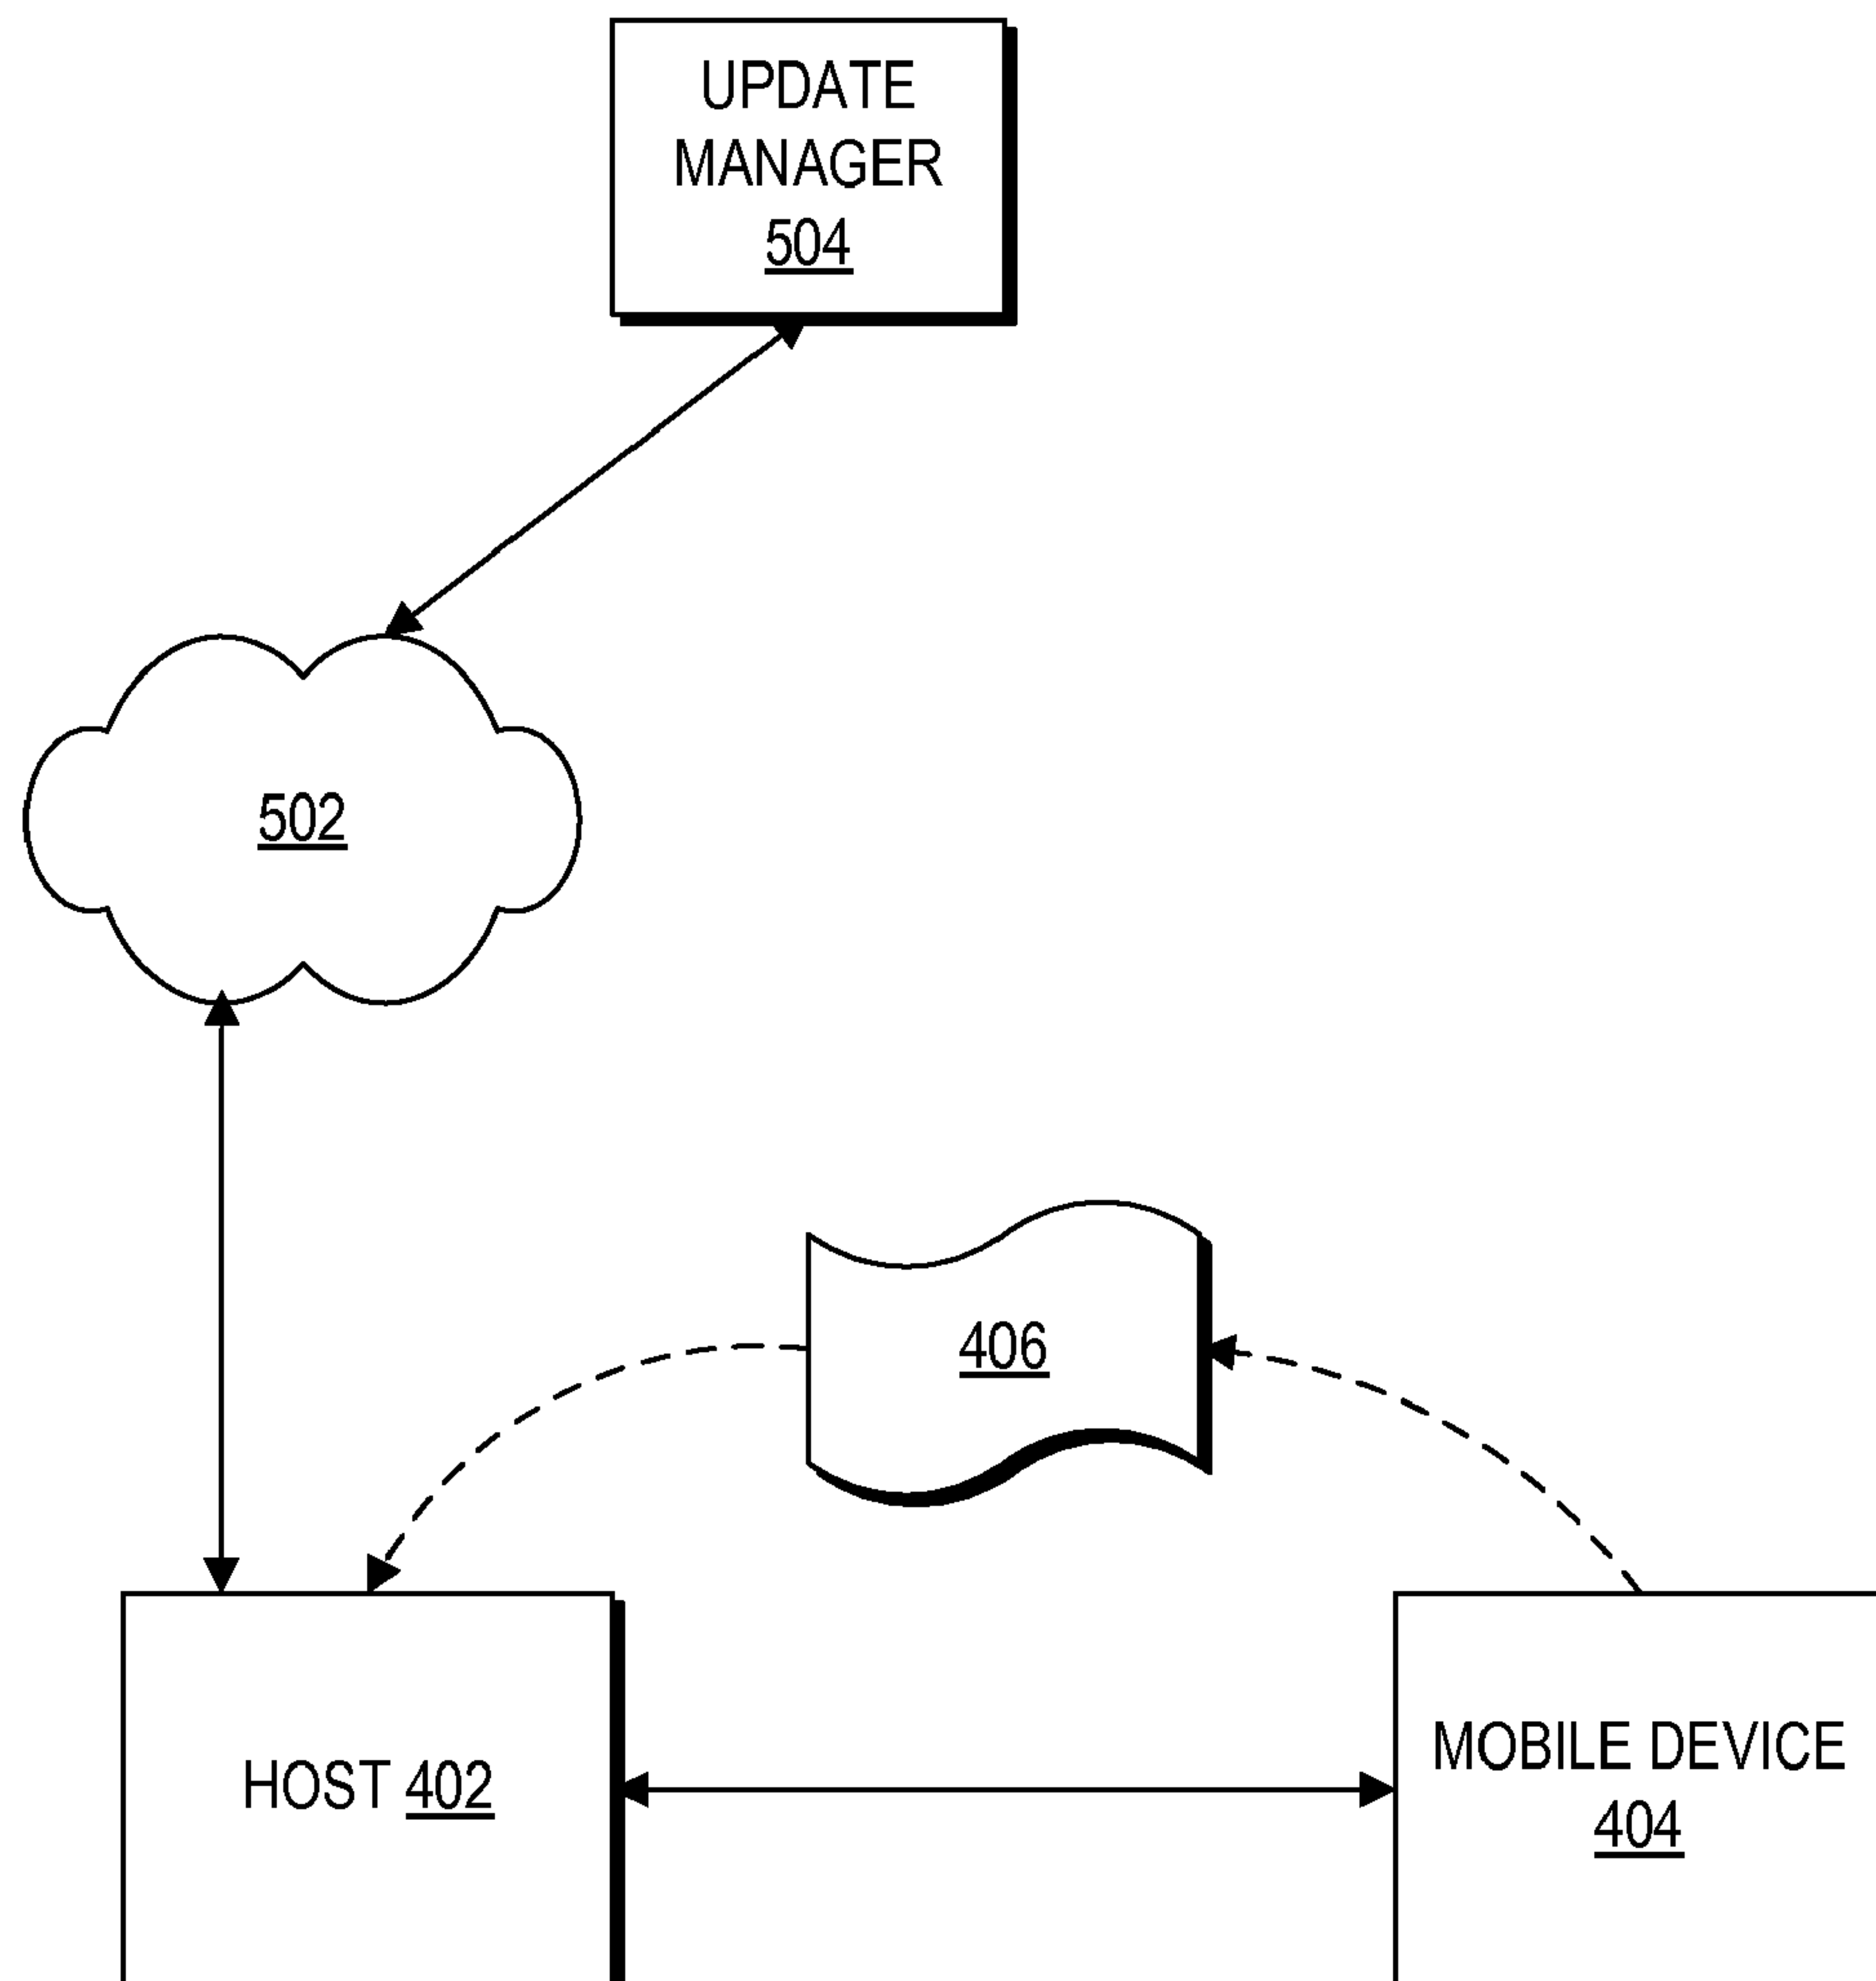 UPDATE
MANAGER
504
502
406
HOST 402
MOBILE DEVICE
404